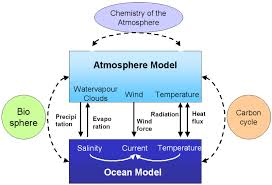 Chemistry of the
Atmosphere
Atmosphere Model
Watervapour Wind Temperature
Clouds
Bio
sphere
Precipi
tation
Evapo
ration
Wind
force
Radiation
Heat
flux
Carbon
cycle
Salinity Current Temperature
Ocean Model